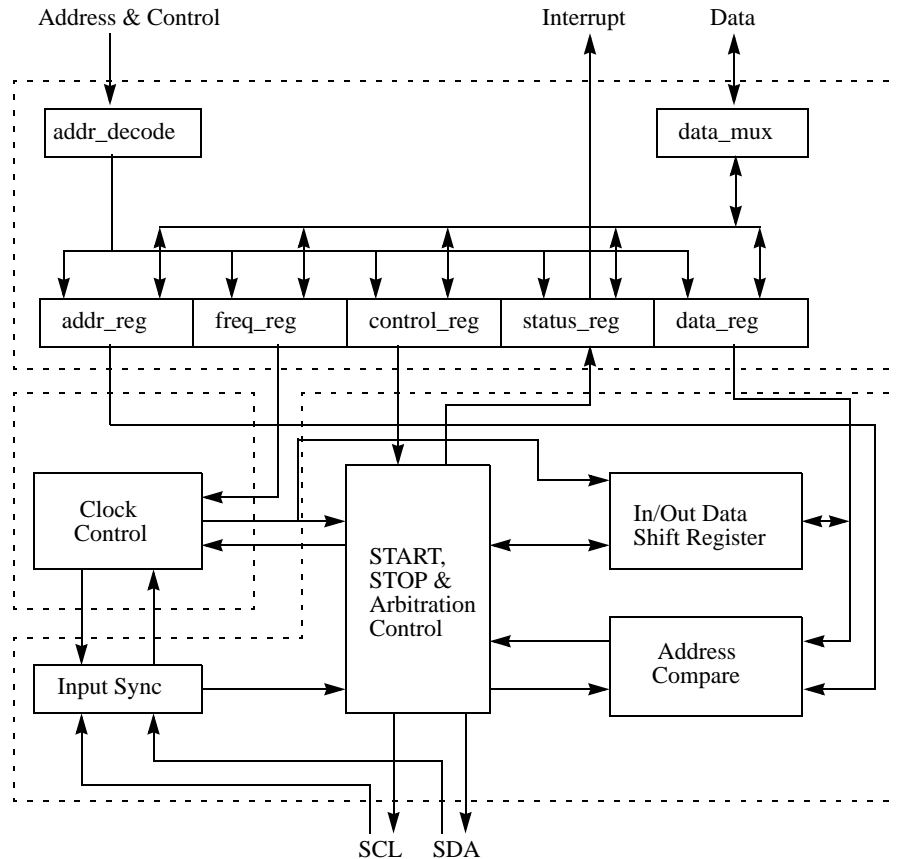 Address & Control
Interrupt
Data
addr_decode
data_mux
addr_reg
freq_reg
control_reg
status_reg
data_reg
Clock
Control
START,
STOP &
Arbitration
Control
In/Out Data
Shift Register
Address
Compare
Input Sync
SCL
SDA